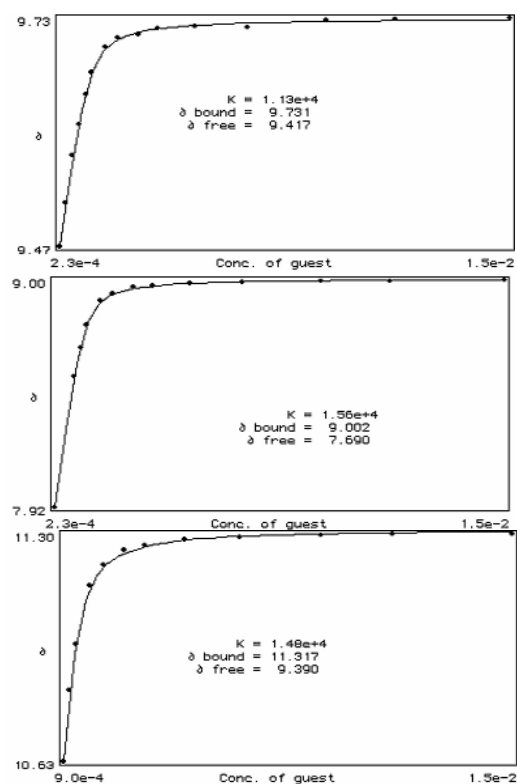 9.73
K = 1.13e+4
∂ bound = 9.731
∂ free = 9.417
∂
9.47
2.3e-4 Conc. of guest 1.5e-2
9.00
∂
K = 1.56e+4
∂ bound = 9.002
∂ free = 7.690
7.92
2.3e-4 Conc. of guest 1.5e-2
11.30
K = 1.48e+4
∂ bound = 11.317
∂ free = 9.390
∂
10.63
9.0e-4 Conc. of guest 1.5e-2